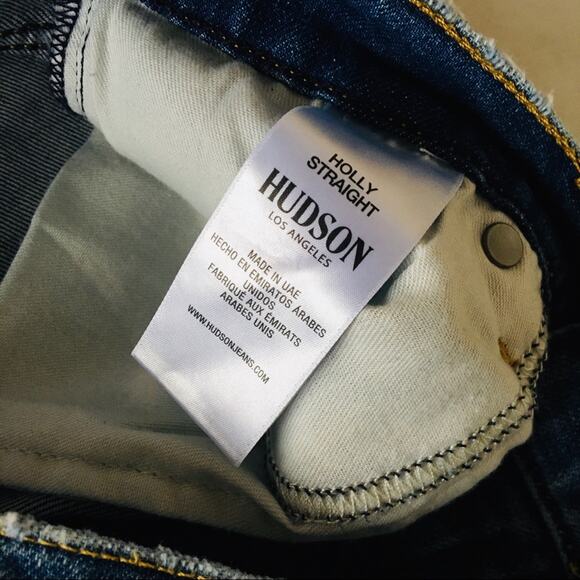 HOLLY
STRAIGHT
HUDSON
LOS ANGELES
MADE IN UAE
HECHO EN EMIRATOS ÁRABES
UNIDOS
FABRIQUÉ AUX ÉMIRATS
ARABES UNIS
WWW.HUDSONJEANS.COM